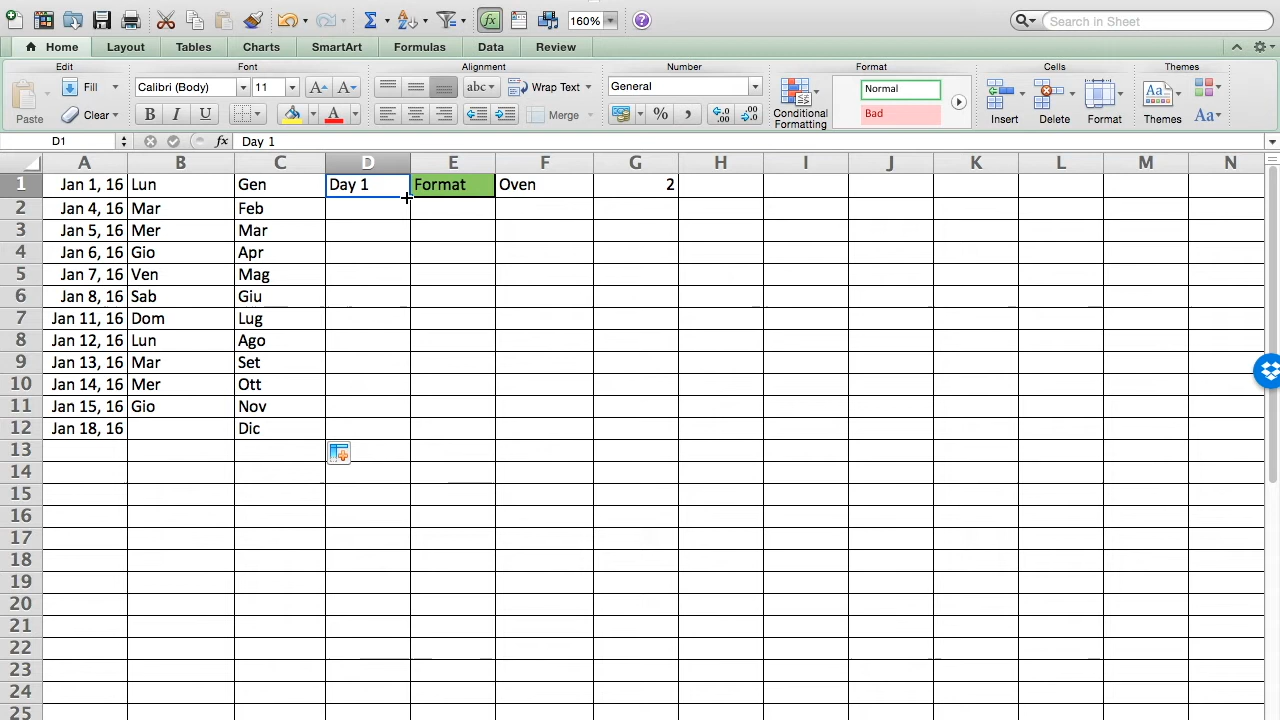 160%
Search in Sheet
Home Layout Tables Charts SmartArt Formulas Data Review
Edit Font Alignment Number Format Cells Themes
Fill Calibri (Body) 11 A A abc Wrap Text General Normal
Paste Clear B I U A Merge % , .0 .00 .00 .0 Conditional Formatting Bad Insert Delete Format Themes Aa
D1 fx Day 1
A B C D E F G H I J K L M N
1 Jan 1, 16 Lun Gen Day 1 Format Oven 2
2 Jan 4, 16 Mar Feb
3 Jan 5, 16 Mer Mar
4 Jan 6, 16 Gio Apr
5 Jan 7, 16 Ven Mag
6 Jan 8, 16 Sab Giu
7 Jan 11, 16 Dom Lug
8 Jan 12, 16 Lun Ago
9 Jan 13, 16 Mar Set
10 Jan 14, 16 Mer Ott
11 Jan 15, 16 Gio Nov
12 Jan 18, 16 Dic
13
14
15
16
17
18
19
20
21
22
23
24
25